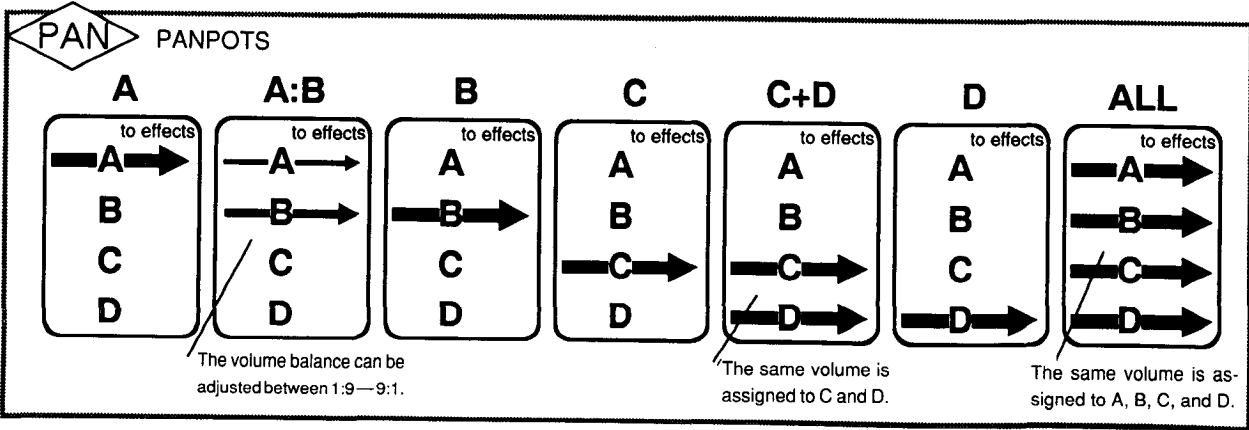 PAN PANPOTS
A A:B B C C+D D ALL
to effects to effects to effects to effects to effects to effects to effects
A A A A A A A
B B B B B B B
C C C C C C C
D D D D D D D
The volume balance can be
adjusted between 1:9—9:1.
The same volume is
assigned to C and D.
The same volume is as-
signed to A, B, C, and D.